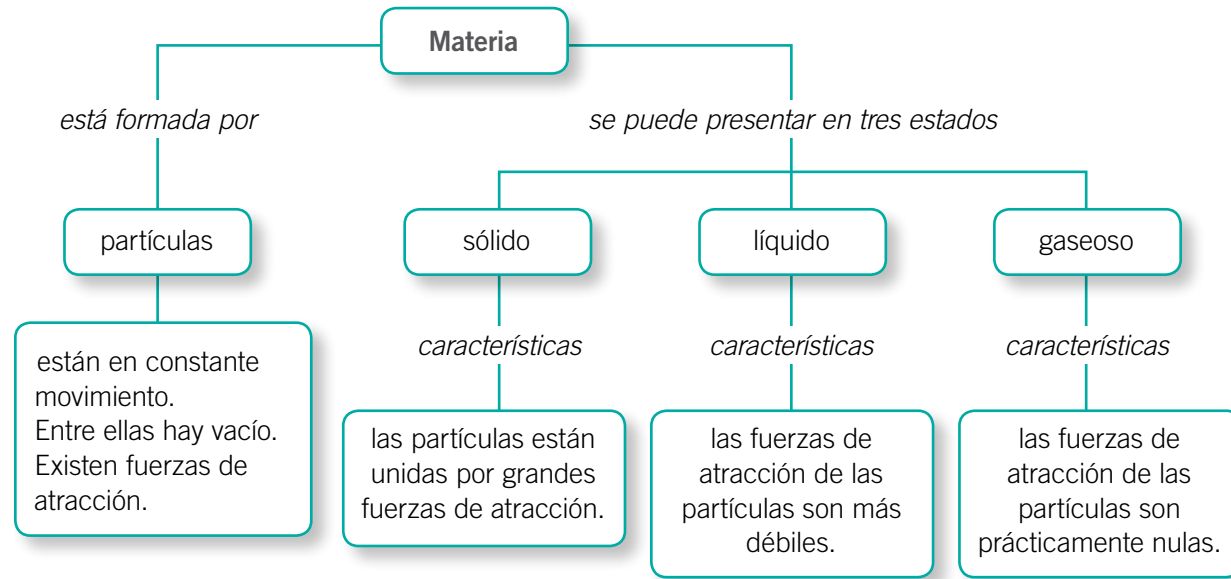 Materia
está formada por
se puede presentar en tres estados
partículas
sólido
líquido
gaseoso
están en constante
movimiento.
Entre ellas hay vacío.
Existen fuerzas de
atracción.
características
características
características
las partículas están
unidas por grandes
fuerzas de atracción.
las fuerzas de
atracción de las
partículas son más
débiles.
las fuerzas de
atracción de las
partículas son
prácticamente nulas.